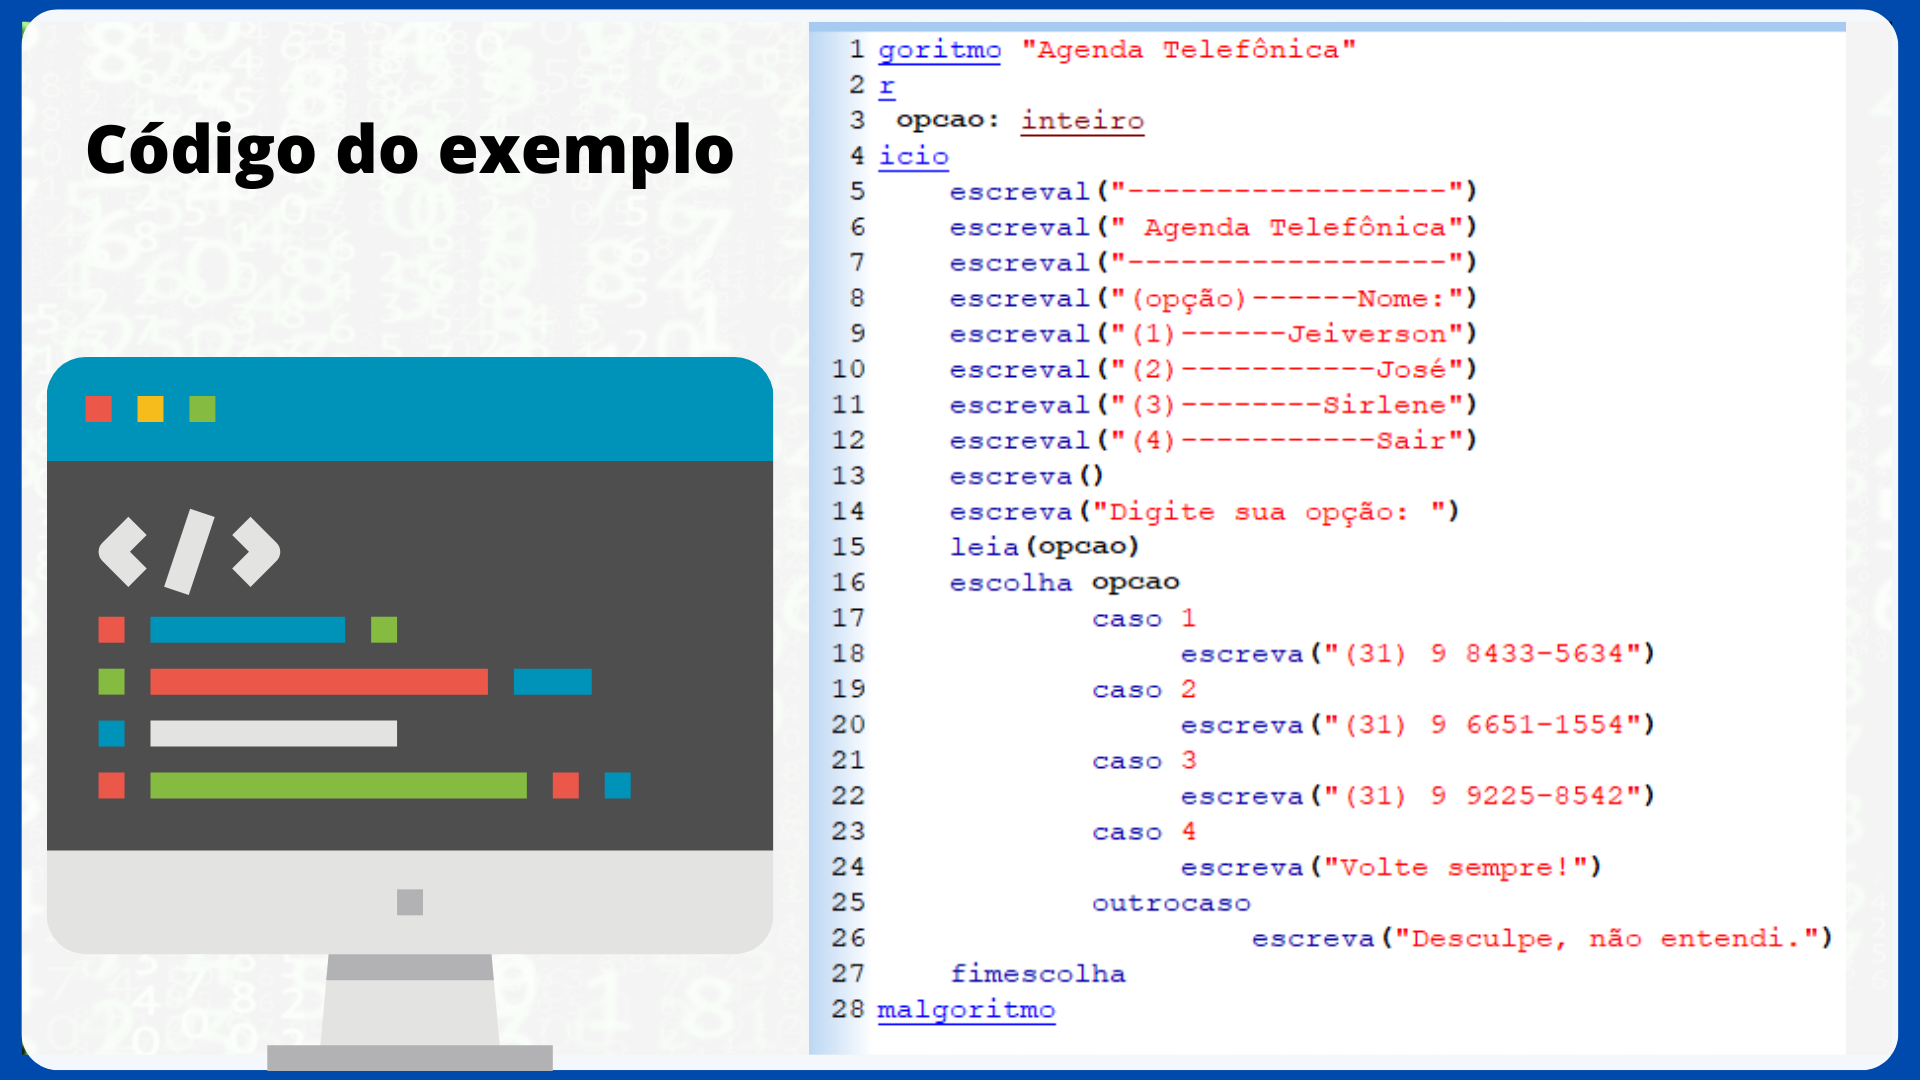 Código do exemplo
</>
1 goritmo "Agenda Telefônica"
2 r
3 opcao: inteiro
4 icio
5 escreval("------------------")
6 escreval(" Agenda Telefônica")
7 escreval("------------------")
8 escreval("(opção)------Nome:")
9 escreval("(1)------Jeiverson")
10 escreval("(2)-----------José")
11 escreval("(3)--------Sirlene")
12 escreval("(4)-----------Sair")
13 escreva()
14 escreva("Digite sua opção: ")
15 leia(opcao)
16 escolha opcao
17 caso 1
18 escreva("(31) 9 8433-5634")
19 caso 2
20 escreva("(31) 9 6651-1554")
21 caso 3
22 escreva("(31) 9 9225-8542")
23 caso 4
24 escreva("Volte sempre!")
25 outrocaso
26 escreva("Desculpe, não entendi.")
27 fimescolha
28 malgoritmo